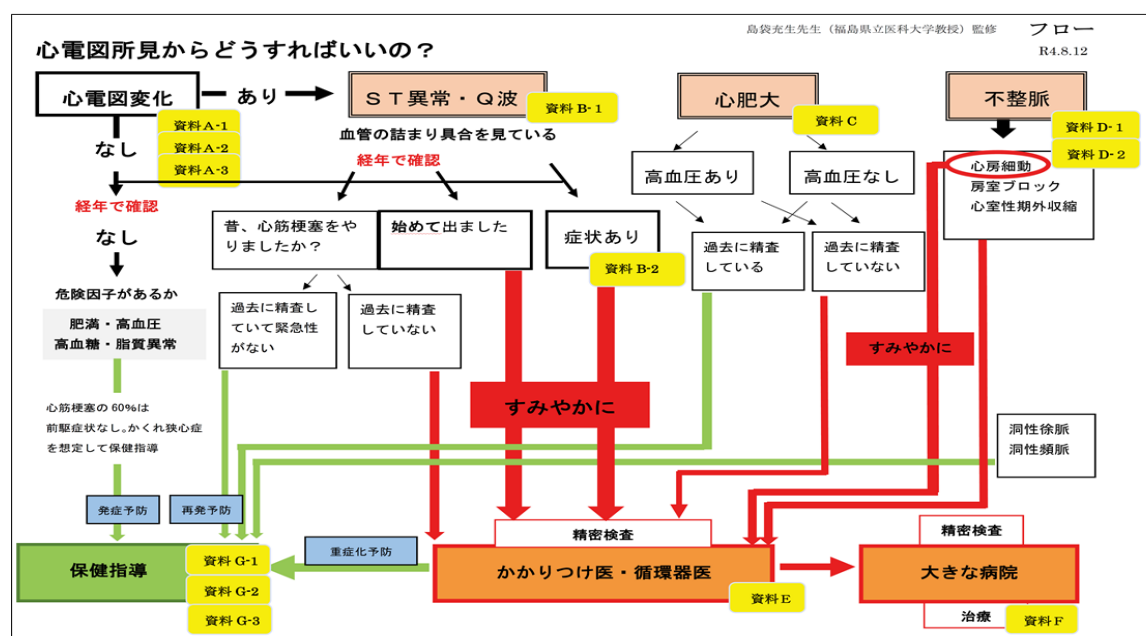 島袋充生先生（福島県立医科大学教授）監修
フロー
R4.8.12
心電図所見からどうすればいいの？
心電図変化
あり
ＳＴ異常・Ｑ波
資料 B-1
心肥大
資料 C
不整脈
資料 D-1
資料 D-2
資料 A-1
資料 A-2
資料 A-3
なし
血管の詰まり具合を見ている
経年で確認
経年で確認
なし
高血圧あり
高血圧なし
心房細動
房室ブロック
心室性期外収縮
昔、心筋梗塞をや
りましたか？
始めて出ました
症状あり
資料 B-2
過去に精査
している
過去に精査
していない
危険因子があるか
肥満・高血圧
高血糖・脂質異常
過去に精査し
ていて緊急性
がない
過去に精査
していない
すみやかに
すみやかに
心筋梗塞の 60%は
前駆症状なし。かくれ狭心症
を想定して保健指導
洞性徐脈
洞性頻脈
発症予防
再発予防
重症化予防
精密検査
精密検査
保健指導
資料 G-1
資料 G-2
資料 G-3
かかりつけ医・循環器医
資料 E
大きな病院
治療
資料 F